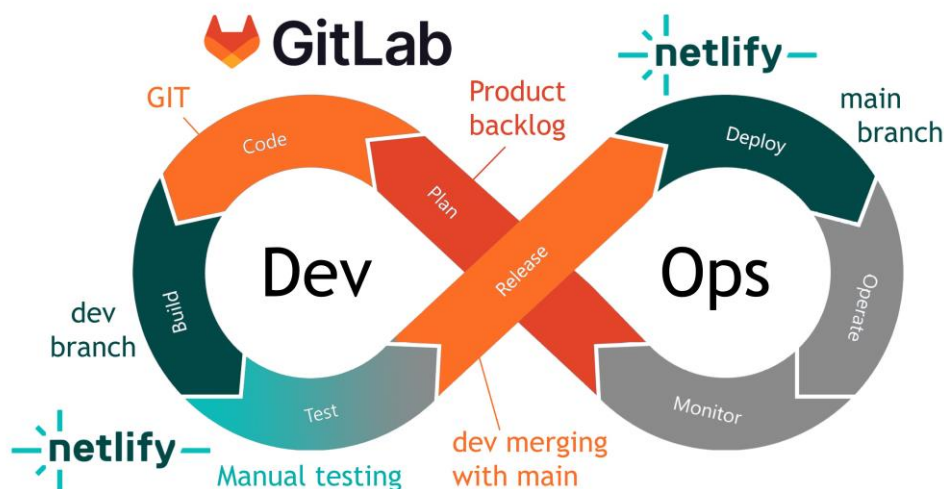 GitLab
netlify
GIT
Product
backlog
main
branch
Code
Deploy
Plan
Dev
Release
Ops
Operate
Build
dev
branch
Test
Monitor
netlify
Manual testing
dev merging
with main